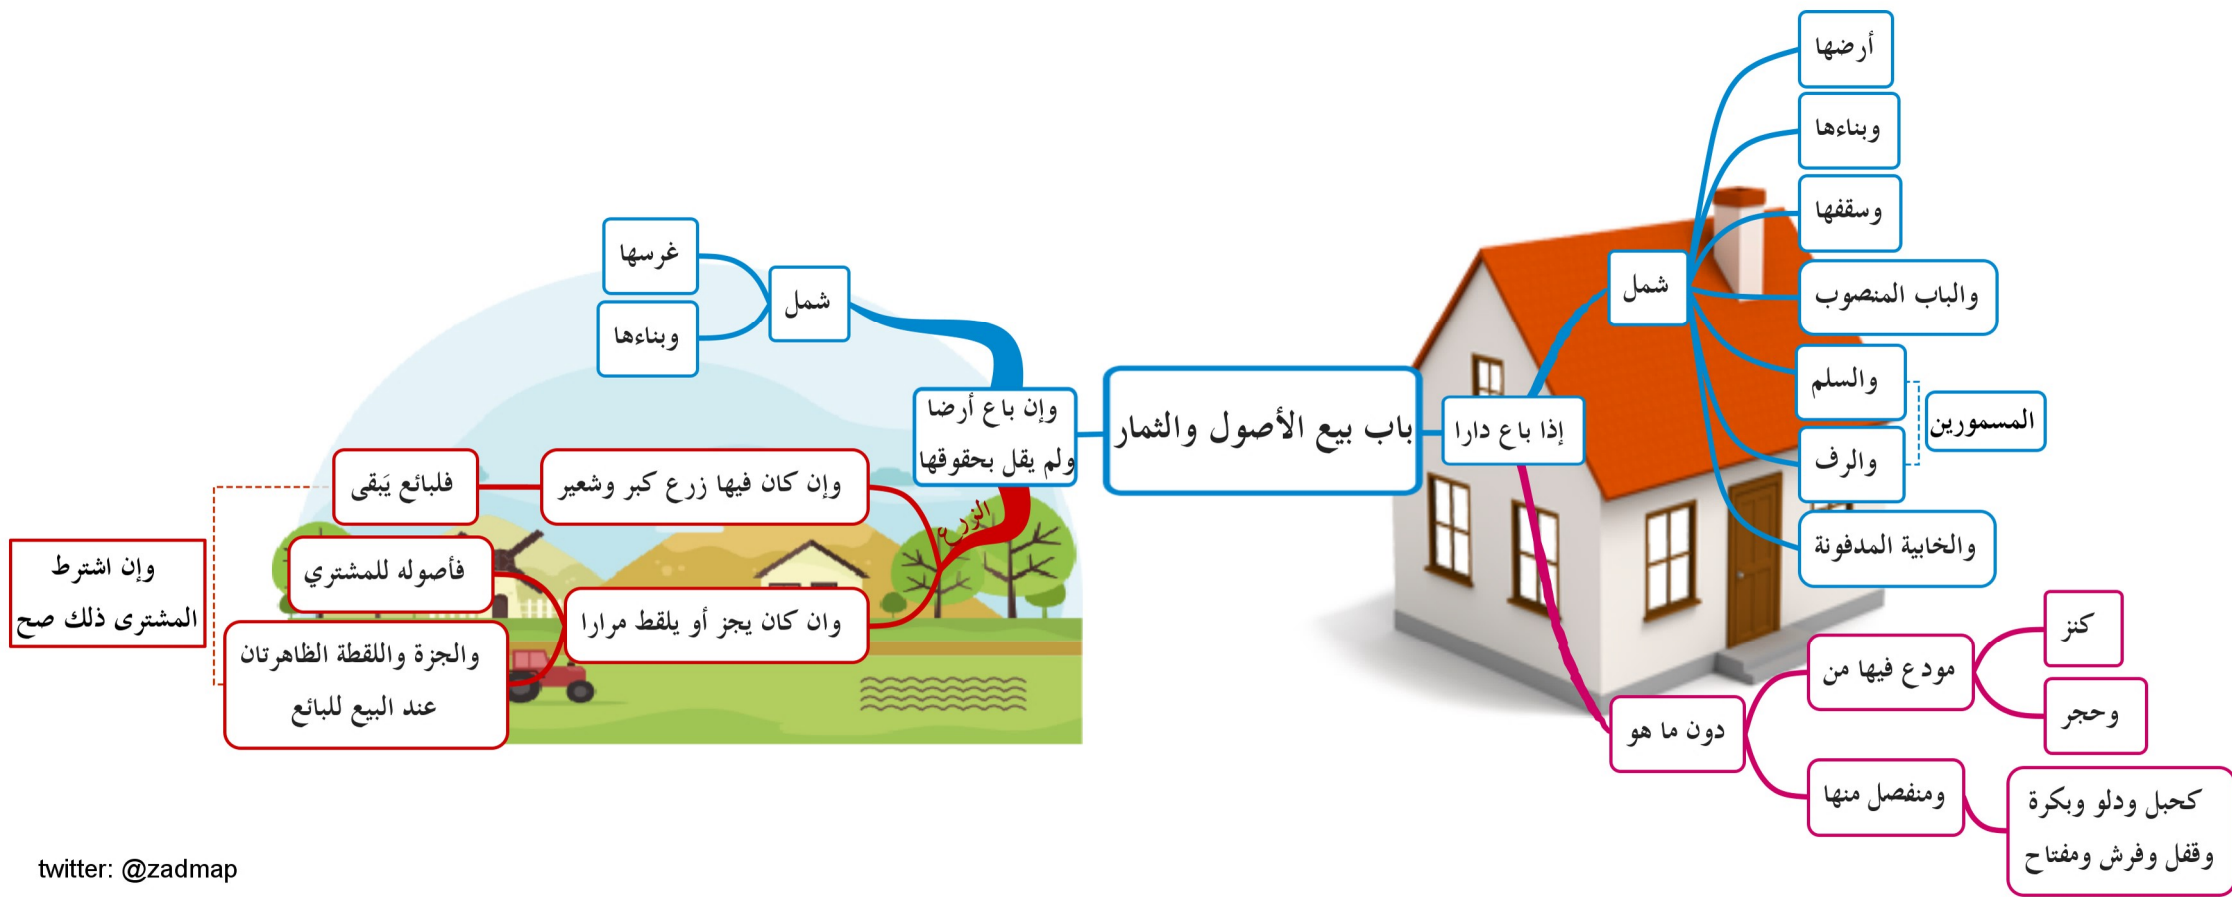 باب بيع الأصول والثمار
إذا باع دارا
شمل
أرضها
وبناءها
وسقفها
والباب المنصوب
والسلم
والرف
المسمورين
والخابية المدفونة
دون ما هو
مودع فيها من
كنز
وحجر
ومنفصل منها
كحبل ودلو وبكرة
وقفل وفرش ومفتاح
وإن باع أرضا
ولم يقل بحقوقها
شمل
غرسها
وبناءها
الزرع
وإن كان فيها زرع كبر وشعير
فلبائع يَبقى
وان كان يجز أو يلقط مرارا
فأصوله للمشتري
والجزة واللقطة الظاهرتان
عند البيع للبائع
وإن اشترط
المشترى ذلك صح
twitter: @zadmap